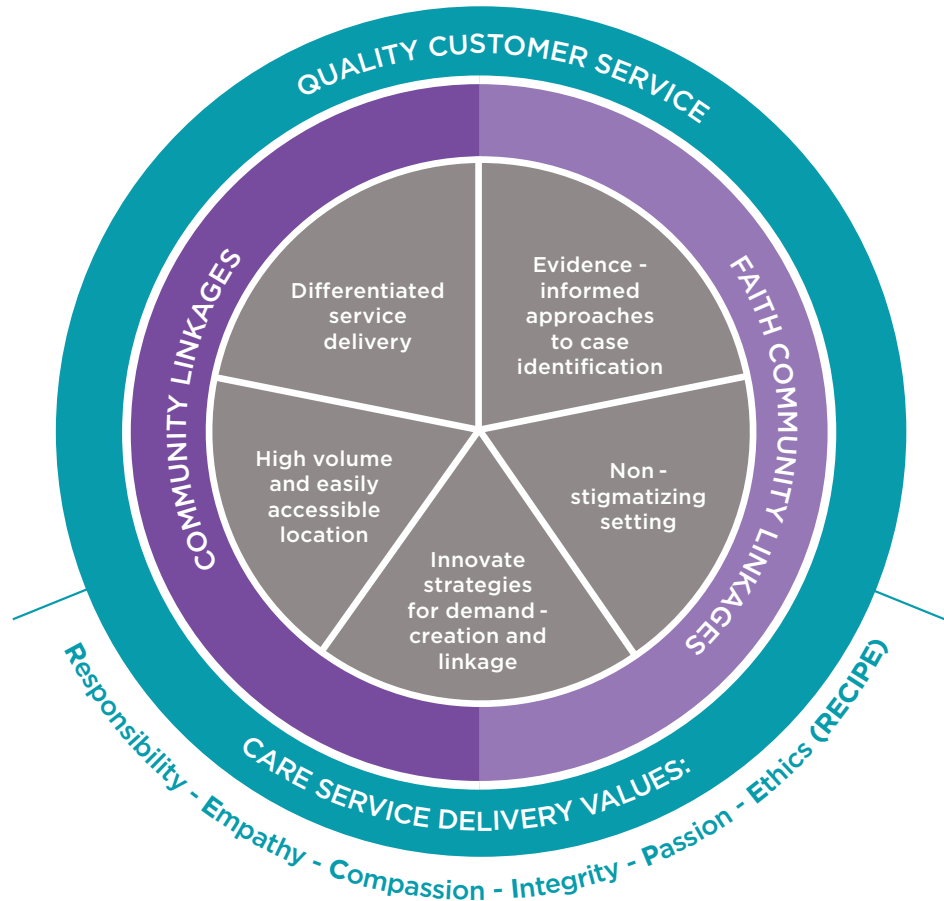 QUALITY CUSTOMER SERVICE
COMMUNITY LINKAGES
FAITH COMMUNITY LINKAGES
Differentiated
service
delivery
Evidence -
informed
approaches
to case
identification
High volume
and easily
accessible
location
Non -
stigmatizing
setting
Innovate
strategies
for demand -
creation and
linkage
CARE SERVICE DELIVERY VALUES:
Responsibility - Empathy - Compassion - Integrity - Passion - Ethics (RECIPE)